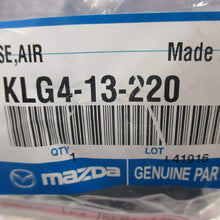 SE,AIR Made
KLG4-13-220
QTY LOT
1 L41916
mazda GENUINE PAR